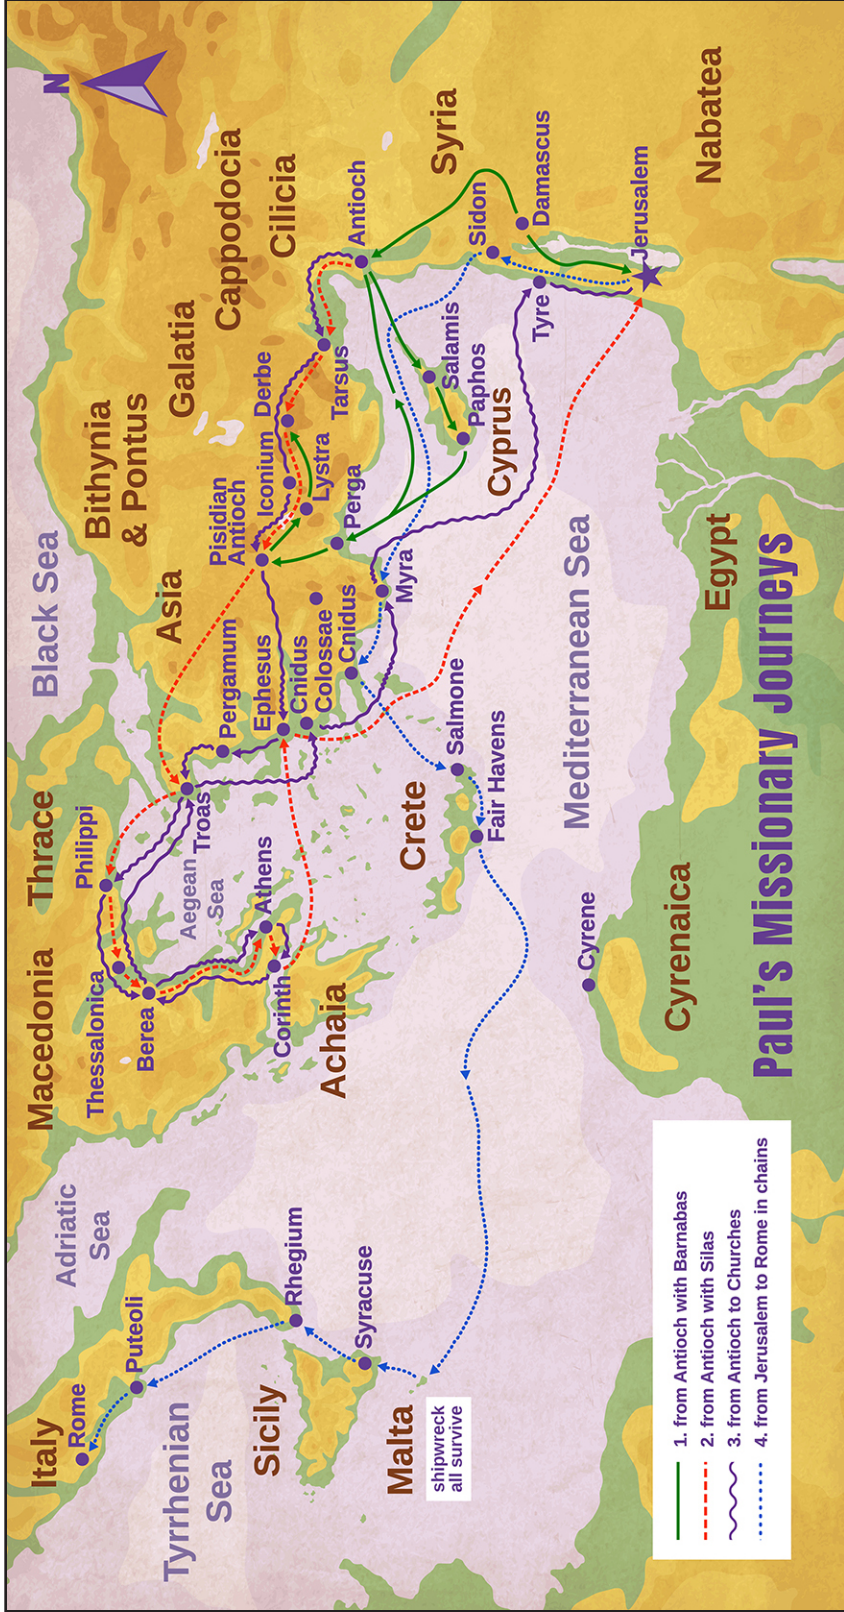 N
Black Sea
Bithynia
& Pontus
Galatia
Cappodocia
Cilicia
Syria
Nabatea
Asia
Thrace
Macedonia
Achaia
Crete
Cyprus
Egypt
Cyrenaica
Italy
Sicily
Malta
Adriatic
Sea
Tyrrhenian
Sea
Aegean
Sea
Mediterranean Sea
Rome
Puteoli
Rhegium
Syracuse
shipwreck
all survive
Philippi
Thessalonica
Berea
Athens
Corinth
Troas
Pergamum
Ephesus
Cnidus
Colossae
Cnidus
Pisidian
Antioch
Iconium
Lystra
Derbe
Tarsus
Perga
Myra
Antioch
Salamis
Paphos
Sidon
Damascus
Tyre
Jerusalem
Salmone
Fair Havens
Cyrene
Paul's Missionary Journeys
1. from Antioch with Barnabas
2. from Antioch with Silas
3. from Antioch to Churches
4. from Jerusalem to Rome in chains